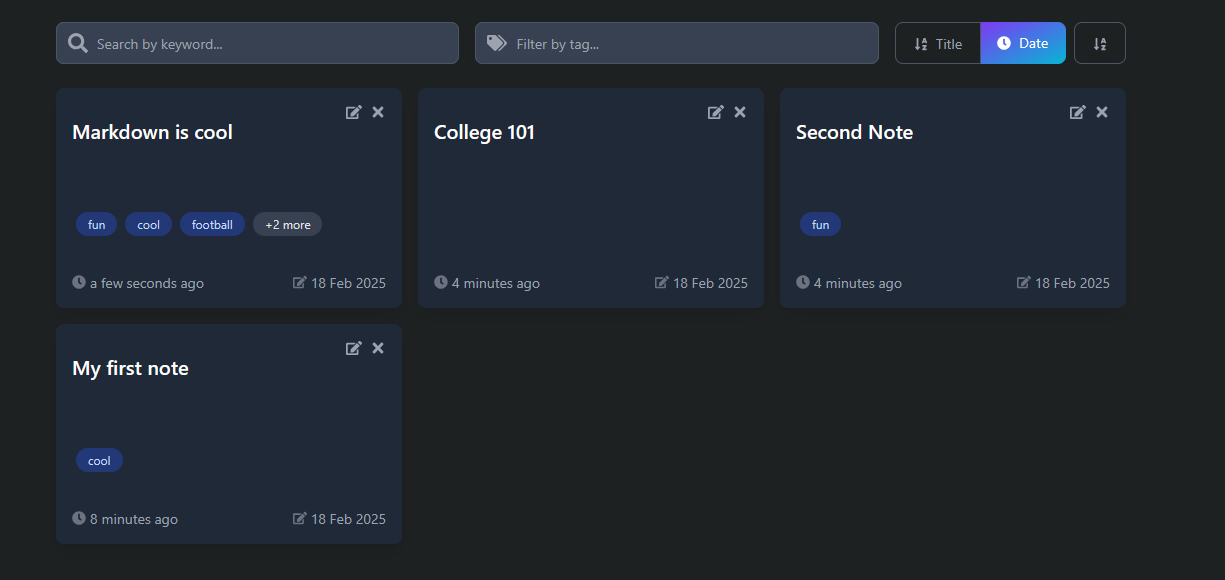 Search by keyword...
Filter by tag...
Title
Date
Markdown is cool
fun cool football +2 more
a few seconds ago 18 Feb 2025
College 101
4 minutes ago 18 Feb 2025
Second Note
fun
4 minutes ago 18 Feb 2025
My first note
cool
8 minutes ago 18 Feb 2025